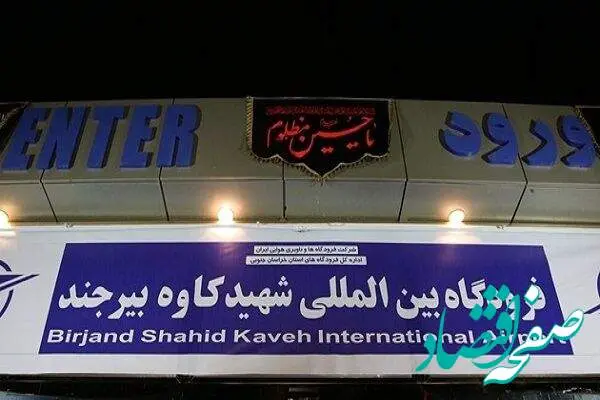 ENTER
ورود
یا حسین مظلوم
شرکت فرودگاه ها و ناوبری هوایی ایران
اداره کل فرودگاه های استان خراسان جنوبی
فرودگاه بین المللی شهید کاوه بیرجند
Birjand Shahid Kaveh International Airpo
صفحه اقتصاد